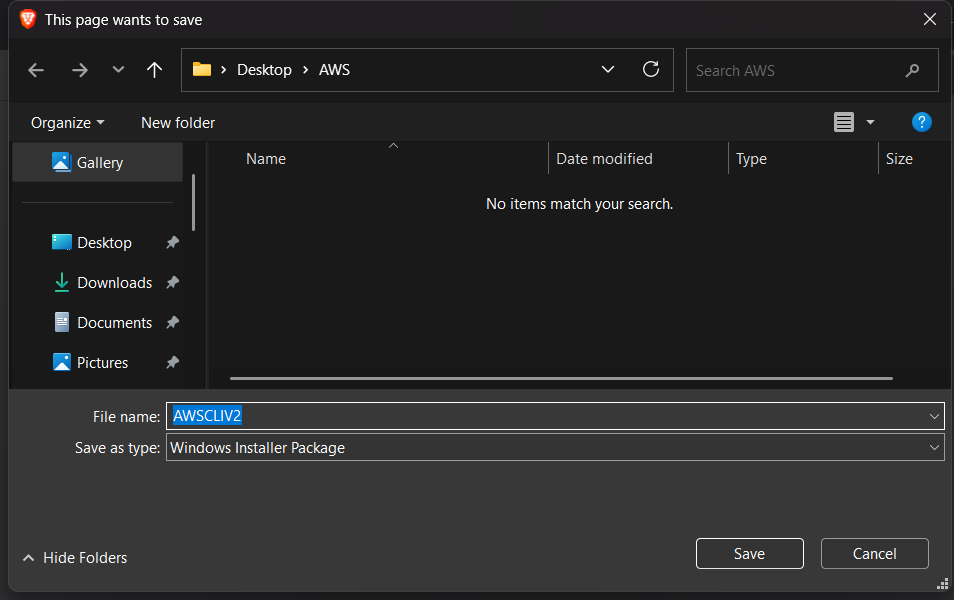 This page wants to save
Desktop > AWS
Search AWS
Organize New folder ?
Name Date modified Type Size
No items match your search.
Gallery
Desktop
Downloads
Documents
Pictures
File name: AWSCLIV2
Save as type: Windows Installer Package
Hide Folders
Save Cancel